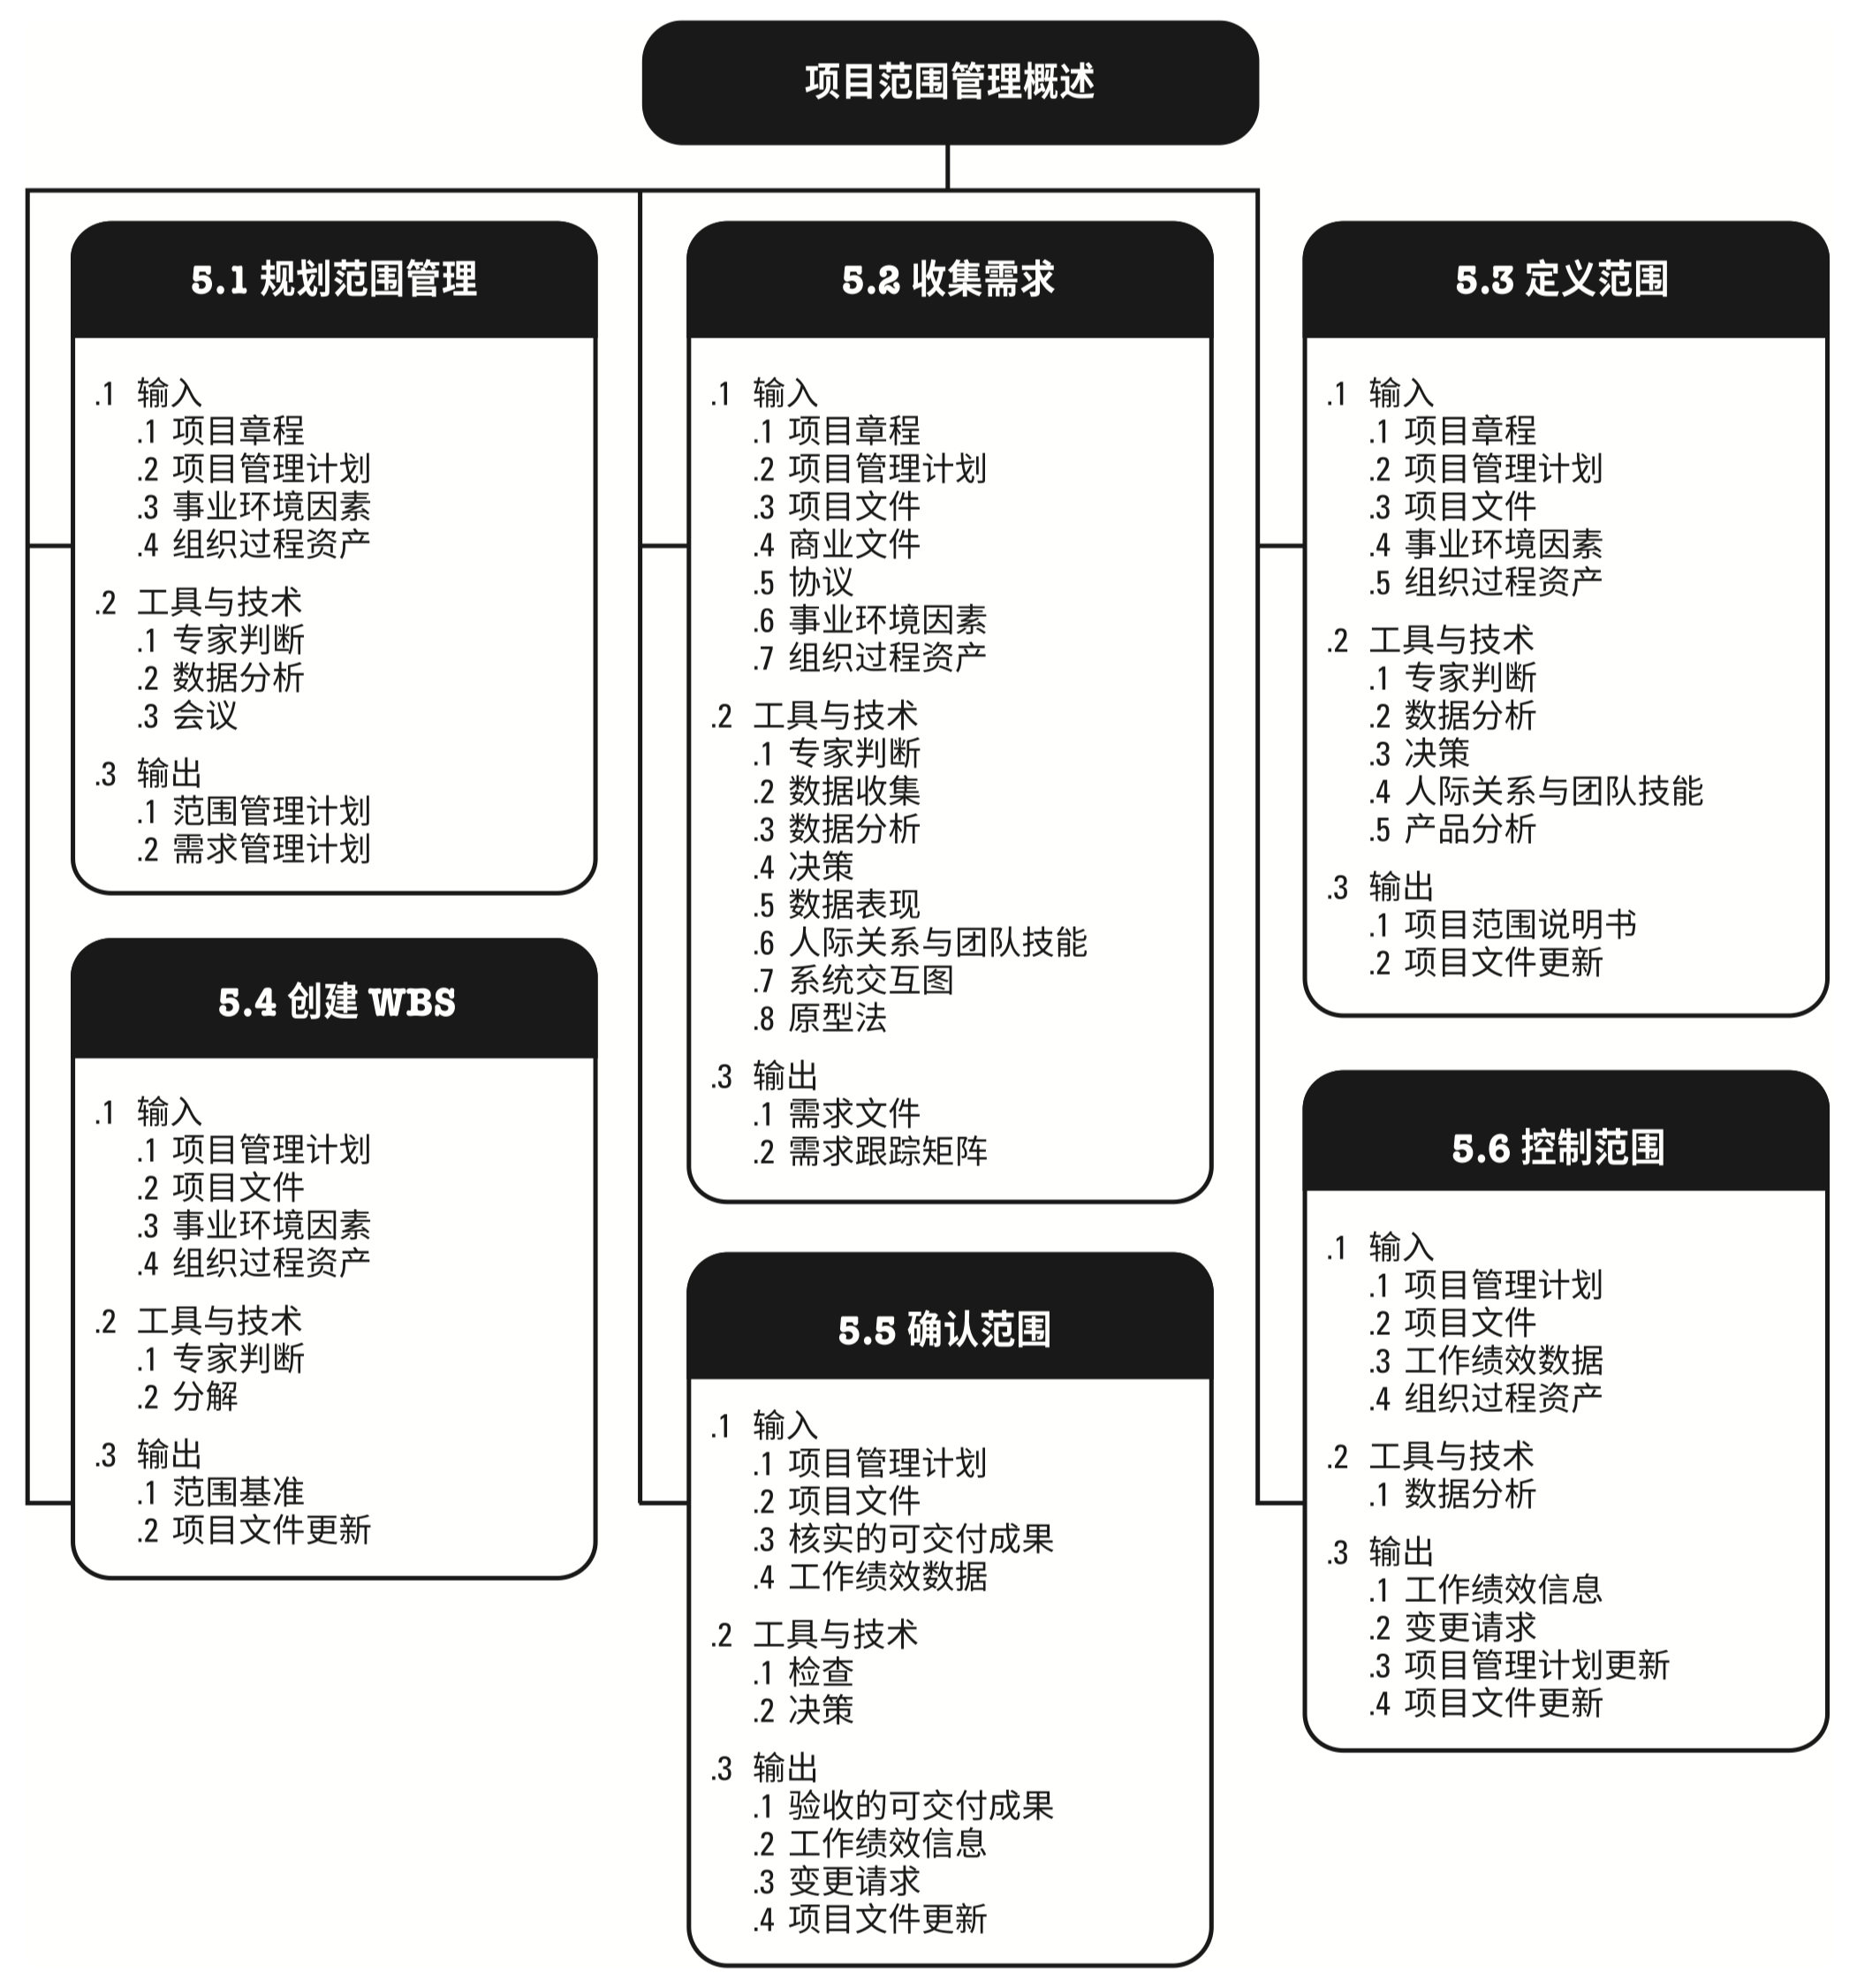 项目范围管理概述
5.1 规划范围管理
.1 输入
.1 项目章程
.2 项目管理计划
.3 事业环境因素
.4 组织过程资产
.2 工具与技术
.1 专家判断
.2 数据分析
.3 会议
.3 输出
.1 范围管理计划
.2 需求管理计划
5.2 收集需求
.1 输入
.1 项目章程
.2 项目管理计划
.3 项目文件
.4 商业文件
.5 协议
.6 事业环境因素
.7 组织过程资产
.2 工具与技术
.1 专家判断
.2 数据收集
.3 数据分析
.4 决策
.5 数据表现
.6 人际关系与团队技能
.7 系统交互图
.8 原型法
.3 输出
.1 需求文件
.2 需求跟踪矩阵
5.3 定义范围
.1 输入
.1 项目章程
.2 项目管理计划
.3 项目文件
.4 事业环境因素
.5 组织过程资产
.2 工具与技术
.1 专家判断
.2 数据分析
.3 决策
.4 人际关系与团队技能
.5 产品分析
.3 输出
.1 项目范围说明书
.2 项目文件更新
5.4 创建 WBS
.1 输入
.1 项目管理计划
.2 项目文件
.3 事业环境因素
.4 组织过程资产
.2 工具与技术
.1 专家判断
.2 分解
.3 输出
.1 范围基准
.2 项目文件更新
5.5 确认范围
.1 输入
.1 项目管理计划
.2 项目文件
.3 核实的可交付成果
.4 工作绩效数据
.2 工具与技术
.1 检查
.2 决策
.3 输出
.1 验收的可交付成果
.2 工作绩效信息
.3 变更请求
.4 项目文件更新
5.6 控制范围
.1 输入
.1 项目管理计划
.2 项目文件
.3 工作绩效数据
.4 组织过程资产
.2 工具与技术
.1 数据分析
.3 输出
.1 工作绩效信息
.2 变更请求
.3 项目管理计划更新
.4 项目文件更新